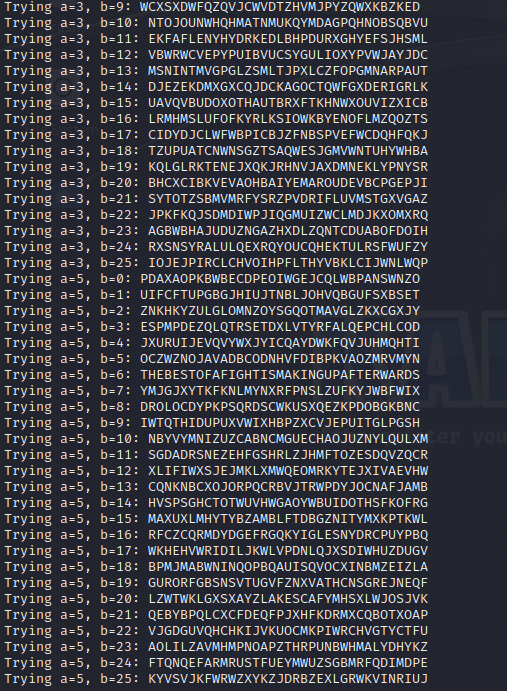 Trying a=3, b=9: WCXSXDWFQZQVJCWVDTZHVMJPYZQWXKBZKED
Trying a=3, b=10: NTOJOUNWHQHMATNMUKQYMDAGPQHNOBSQBVU
Trying a=3, b=11: EKFAFLENYHYDRKEDLBHPDURXGHYEFSJHSML
Trying a=3, b=12: VBWRWCVEPYPUIBVUCSYGULIOXYPVWJAYJDC
Trying a=3, b=13: MSNINTMVGPGLZSMLTJPXLCZFOPGMNARPAUT
Trying a=3, b=14: DJEZEKDMXGXCQJDCKAGOCTQWFGXDERIGRLK
Trying a=3, b=15: UAVQVBUDOXOTHAUTBRXFTKHNWXOUVIZXICB
Trying a=3, b=16: LRMHMSLUFOFKYRLKSIOWKBYENOFLMZQOZTS
Trying a=3, b=17: CIDYDJCLWFWBPICBJZFNBSPVEFWCDQHFQKJ
Trying a=3, b=18: TZUPUATCNWNSGZTSAQWESJGMVWNTUHYWHBA
Trying a=3, b=19: KQLGLRKTENEJXQKJRHNVJAXDMNEKLYPNYSR
Trying a=3, b=20: BHCXCIBKVEVAOHBAIYEMAROUDEVBCPGEPJI
Trying a=3, b=21: SYTOTZSBMVMRFYSRZPVDRIFLUVMSTGXVGAZ
Trying a=3, b=22: JPKFKQJSDMDIWPJIQGMUIZWCLMDJKXOMXRQ
Trying a=3, b=23: AGBWBHAJUDUZNGAZHXDLZQNTCDUABOFDOIH
Trying a=3, b=24: RXSNSYRALULQEXRQYOUCQHEKTULRSFWUFZY
Trying a=3, b=25: IOJEJPIRCLCHVOIHPFLTHYVBKLCIJWNLWQP
Trying a=5, b=0: PDAXAOPKBWBECDPEOIWGEJCQLWBPANSWNZO
Trying a=5, b=1: UIFCFTUPGBGJHIUJTNBLJOHVQBGUFSXBSET
Trying a=5, b=2: ZNKHKYZULGLOMNZOYSGQOTMAVGLZKXCGXJY
Trying a=5, b=3: ESPMPDEZQLQTRSETDXLVTYRFALQEPCHLCOD
Trying a=5, b=4: JXURUIJEVQVYWXJYICQAYDWKFQVJUHMQHTI
Trying a=5, b=5: OCZWZNOJAVADBCODNHVFDIBPKVAOZMRVMYN
Trying a=5, b=6: THEBESTOFAFIGHTISMAKINGUPAFTERWARDS
Trying a=5, b=7: YMJGJXYTKFKNLMYNXRFPNSLZUFKYJWBFWIX
Trying a=5, b=8: DROLOCDYPKPSQRDSCWKUSXQEZKPDOBGKBNC
Trying a=5, b=9: IWTQTHIDUPUXVWIXHBPZXCVJEPUITGLPGSH
Trying a=5, b=10: NBYVYMNIZUZCABNCMGUECHAOJUZNYLQULXM
Trying a=5, b=11: SGDADRSNEZEHFGSHRLZJHMFTOZESDQVZQCR
Trying a=5, b=12: XLIFIWXSJEJMKLXMWQEOMRKYTEJXIVAEVHW
Trying a=5, b=13: CQNKNBCXOJORPQCRBVJTRWPDYJOCNAFJAMB
Trying a=5, b=14: HVSPSGHCTOTWUVHWGAOYWBUIDOTHSFKOFRG
Trying a=5, b=15: MAXUXLMHYTYBZAMBLFTDBGZNITYMXKPTKWL
Trying a=5, b=16: RFCZCQRMDYDGEFRGQKYIGLESNYDRCPUYPBQ
Trying a=5, b=17: WKHEHVWRIDILJKWLVPDNLQJXSDIWHUZDUGV
Trying a=5, b=18: BPMJMABWNINQOPBQAUISQVOCXINBMZEIZLA
Trying a=5, b=19: GURORFGBSNSVTUGVFZNXVATHCNSGREJNEQF
Trying a=5, b=20: LZWTWKLGXSXAYZLAKESCAFYMHSXLWJOSJVK
Trying a=5, b=21: QEBYBPQLCXCFDEQFPJXHFKDRMXCQBOTXOAP
Trying a=5, b=22: VJGDGUVQHCHKIJVKUOCMKPIWRCHVGTYCTFU
Trying a=5, b=23: AOLILZAVMHMPNOAPZTHRPUNBWHMALYDHYKZ
Trying a=5, b=24: FTQNQEFARMRUSTFUEYMWUZSGBMRFQDIMDPE
Trying a=5, b=25: KYVSVJKFWRWZXYKZJDRBZEXLGRWKVINRIUJ